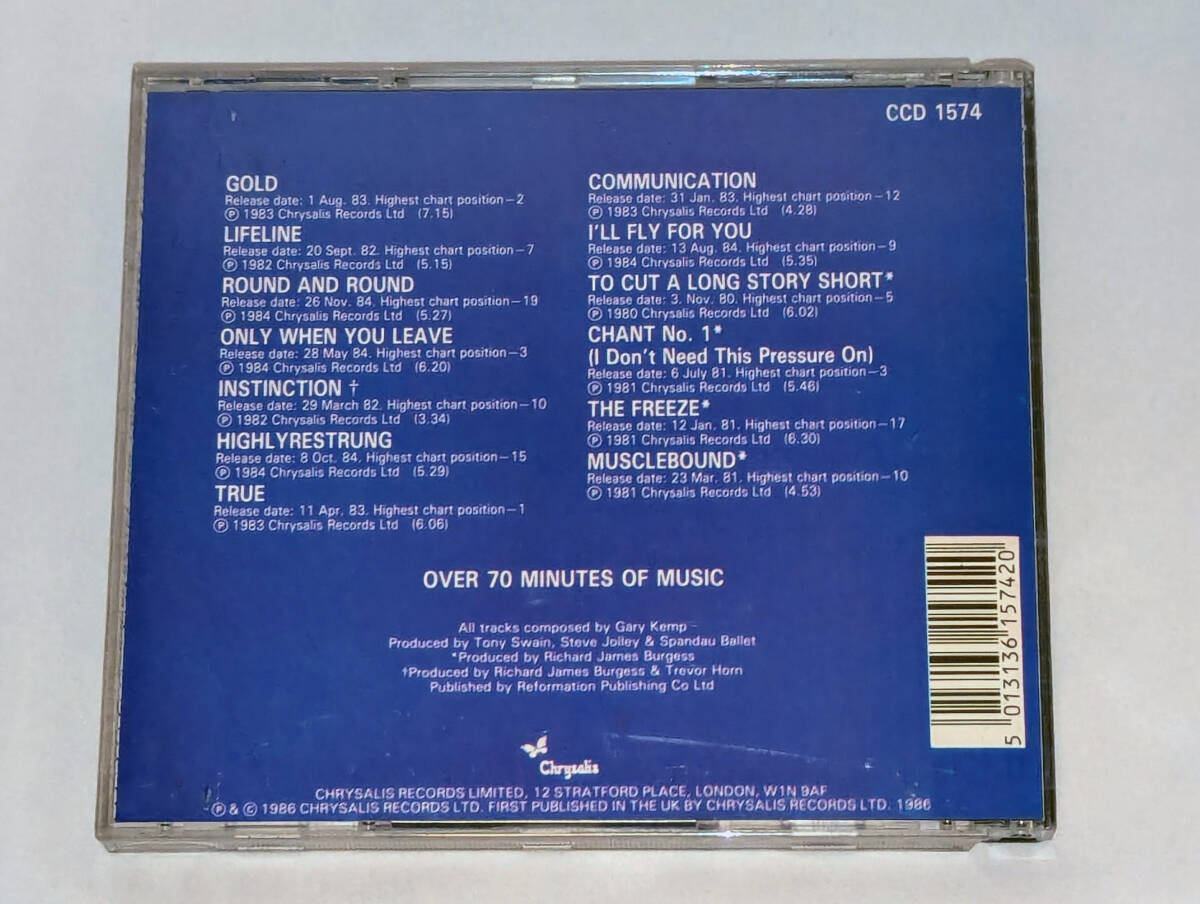 CCD 1574
GOLD
Release date: 1 Aug. 83. Highest chart position–2
Ⓟ 1983 Chrysalis Records Ltd (7.15)
LIFELINE
Release date: 20 Sept. 82. Highest chart position–7
Ⓟ 1982 Chrysalis Records Ltd (5.15)
ROUND AND ROUND
Release date: 26 Nov. 84. Highest chart position–19
Ⓟ 1984 Chrysalis Records Ltd (5.27)
ONLY WHEN YOU LEAVE
Release date: 28 May 84. Highest chart position–3
Ⓟ 1984 Chrysalis Records Ltd (6.20)
INSTINCTION †
Release date: 29 March 82. Highest chart position–10
Ⓟ 1982 Chrysalis Records Ltd (3.34)
HIGHLYRESTRUNG
Release date: 8 Oct. 84. Highest chart position–15
Ⓟ 1984 Chrysalis Records Ltd (5.29)
TRUE
Release date: 11 Apr. 83. Highest chart position–1
Ⓟ 1983 Chrysalis Records Ltd (6.06)
COMMUNICATION
Release date: 31 Jan. 83. Highest chart position–12
Ⓟ 1983 Chrysalis Records Ltd (4.28)
I'LL FLY FOR YOU
Release date: 13 Aug. 84. Highest chart position–9
Ⓟ 1984 Chrysalis Records Ltd (5.35)
TO CUT A LONG STORY SHORT*
Release date: 3. Nov. 80. Highest chart position–5
Ⓟ 1980 Chrysalis Records Ltd (6.02)
CHANT No. 1*
(I Don't Need This Pressure On)
Release date: 6 July 81. Highest chart position–3
Ⓟ 1981 Chrysalis Records Ltd (5.46)
THE FREEZE*
Release date: 12 Jan. 81. Highest chart position–17
Ⓟ 1981 Chrysalis Records Ltd (6.30)
MUSCLEBOUND*
Release date: 23 Mar. 81. Highest chart position–10
Ⓟ 1981 Chrysalis Records Ltd (4.53)
OVER 70 MINUTES OF MUSIC
All tracks composed by Gary Kemp
Produced by Tony Swain, Steve Jolley & Spandau Ballet
*Produced by Richard James Burgess
†Produced by Richard James Burgess & Trevor Horn
Published by Reformation Publishing Co Ltd
Chrysalis
CHRYSALIS RECORDS LIMITED, 12 STRATFORD PLACE, LONDON, W1N 9AF
Ⓟ & © 1986 CHRYSALIS RECORDS LTD. FIRST PUBLISHED IN THE UK BY CHRYSALIS RECORDS LTD. 1986
5 013136 157420